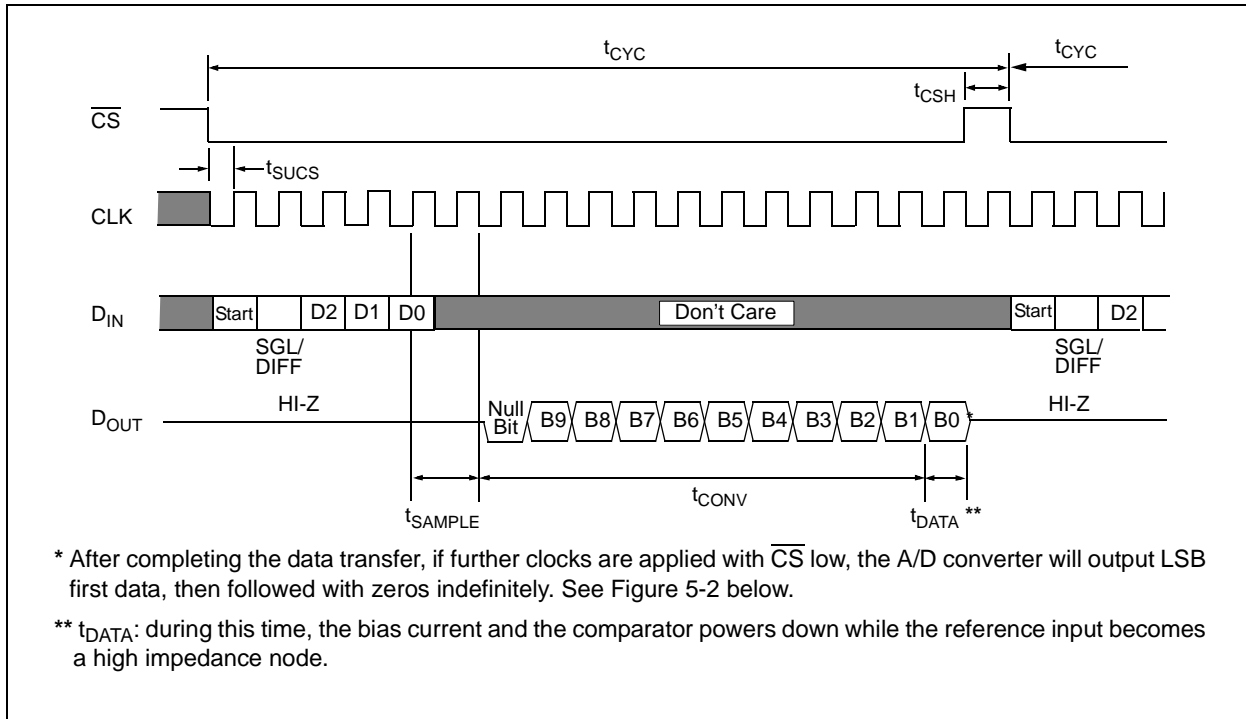 tCYC tCYC
tCSH
CS
tSUCS
CLK
DIN Start D2 D1 D0 Don't Care Start D2
SGL/ SGL/
DIFF DIFF
HI-Z HI-Z
DOUT Null B9 B8 B7 B6 B5 B4 B3 B2 B1 B0 *
Bit
tCONV
tSAMPLE tDATA **
* After completing the data transfer, if further clocks are applied with CS low, the A/D converter will output LSB
first data, then followed with zeros indefinitely. See Figure 5-2 below.
** tDATA: during this time, the bias current and the comparator powers down while the reference input becomes
a high impedance node.